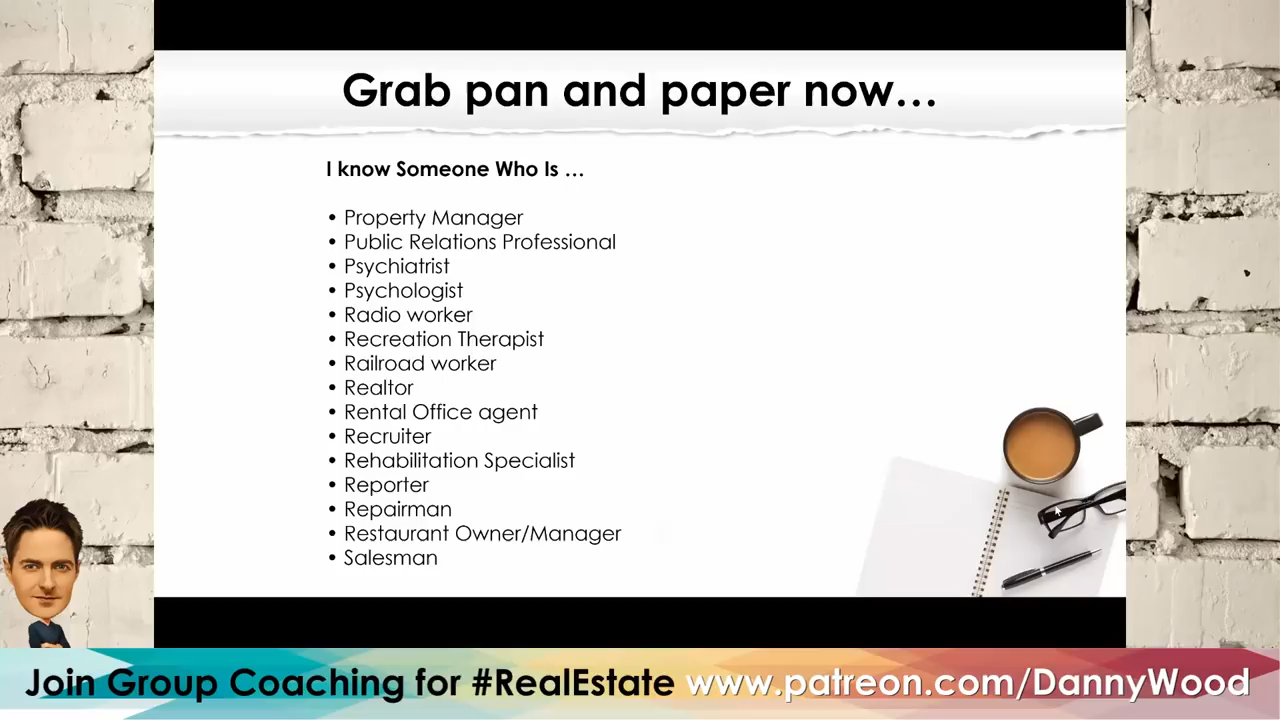 Grab pan and paper now...
I know Someone Who Is ...
• Property Manager
• Public Relations Professional
• Psychiatrist
• Psychologist
• Radio worker
• Recreation Therapist
• Railroad worker
• Realtor
• Rental Office agent
• Recruiter
• Rehabilitation Specialist
• Reporter
• Repairman
• Restaurant Owner/Manager
• Salesman
Join Group Coaching for #RealEstate www.patreon.com/DannyWood